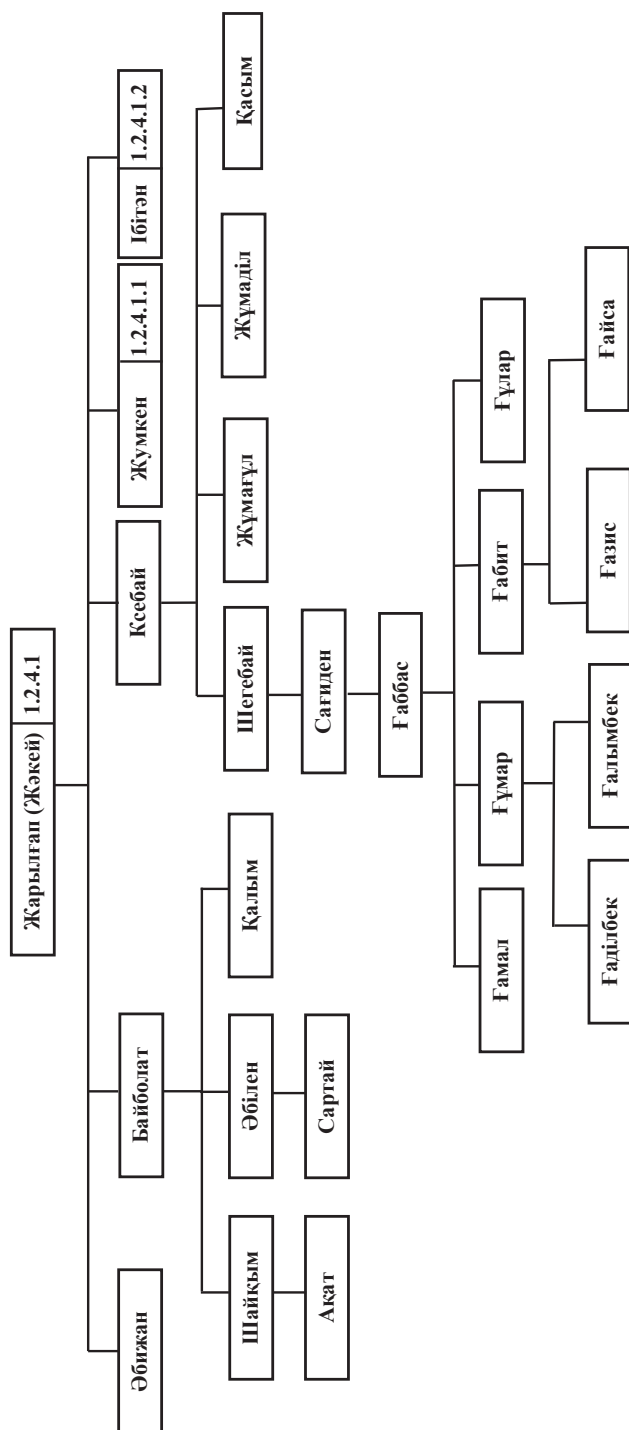 Жарылғап (Жәкей) 1.2.4.1
Әбижан
Байболат
Ксебай
Жумкен 1.2.4.1.1
Ібітән 1.2.4.1.2
Шайқым
Әбілен
Қалым
Шегебай
Жұмағұл
Жұмаділ
Қасым
Ақат
Сартай
Сағиден
Ғаббас
Ғамал
Ғұмар
Ғабит
Ғұлар
Ғаділбек
Ғалымбек
Ғазис
Ғайса